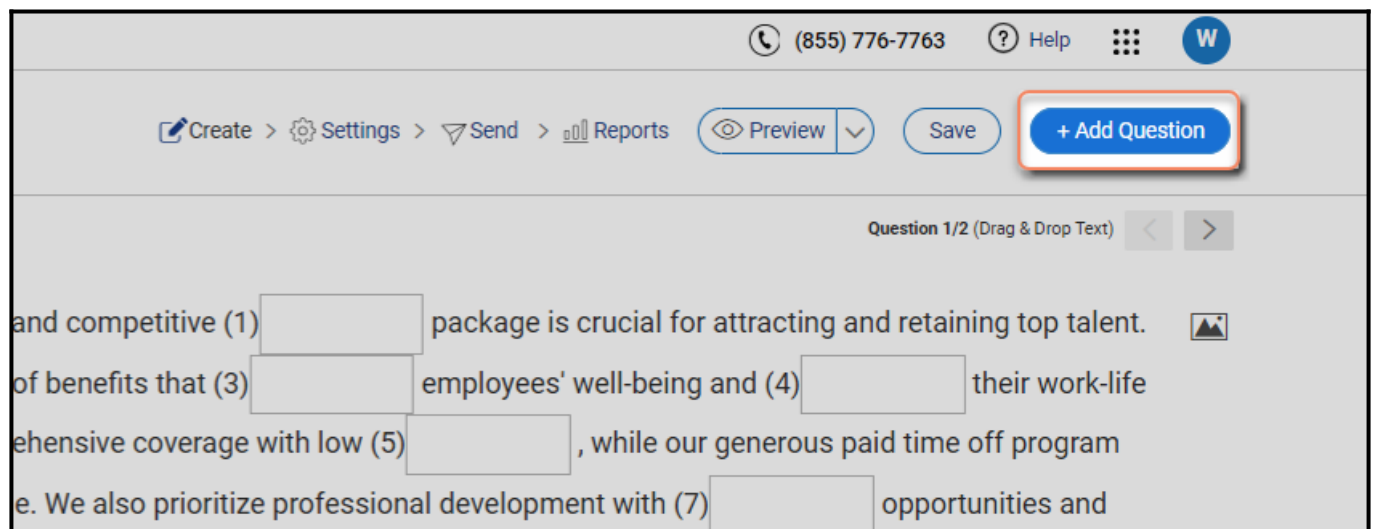 (855) 776-7763 Help W
Create > Settings > Send > Reports Preview Save + Add Question
Question 1/2 (Drag & Drop Text) < >
and competitive (1) package is crucial for attracting and retaining top talent.
of benefits that (3) employees' well-being and (4) their work-life
ehensive coverage with low (5) , while our generous paid time off program
e. We also prioritize professional development with (7) opportunities and